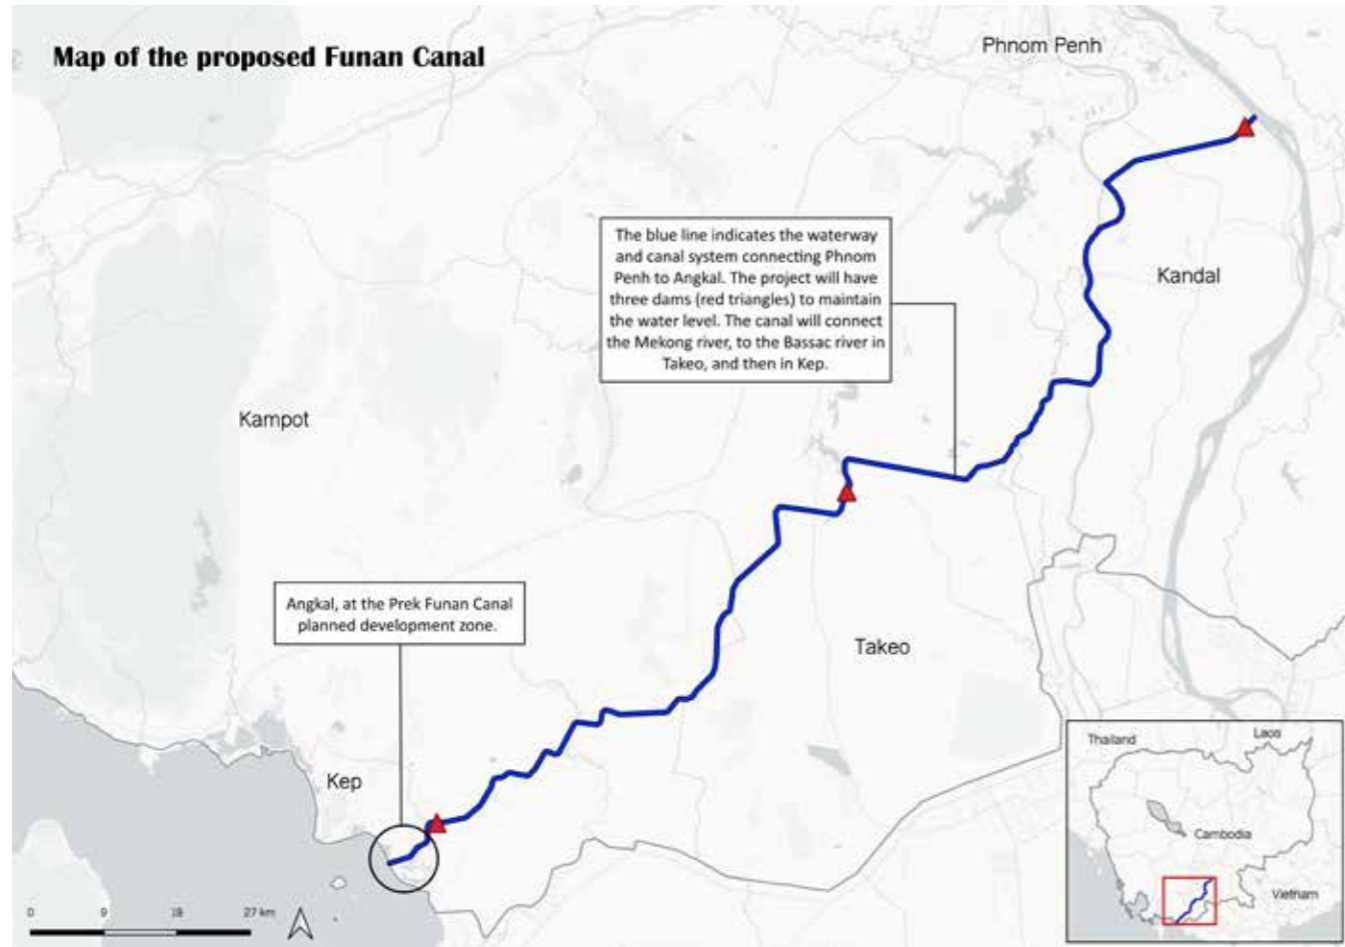 Map of the proposed Funan Canal
Phnom Penh
The blue line indicates the waterway
and canal system connecting Phnom
Penh to Angkal. The project will have
three dams (red triangles) to maintain
the water level. The canal will connect
the Mekong river, to the Bassac river in
Takeo, and then in Kep.
Kandal
Kampot
Angkal, at the Prek Funan Canal
planned development zone.
Takeo
Kep
Thailand
Laos
Cambodia
Vietnam
0 9 18 27 km